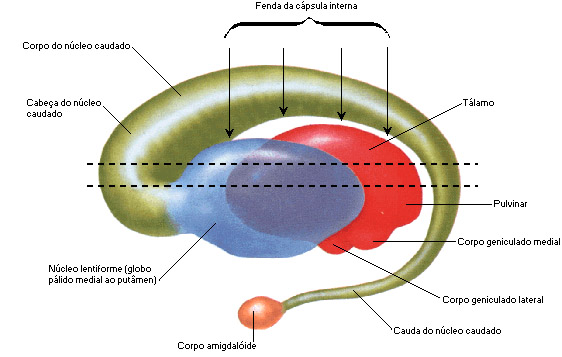 Fenda da cápsula interna
Corpo do núcleo caudado
Cabeça do núcleo
caudado
Tálamo
Pulvinar
Corpo geniculado medial
Núcleo lentiforme (globo
pálido medial ao putâmen)
Corpo geniculado lateral
Cauda do núcleo caudado
Corpo amigdalóide